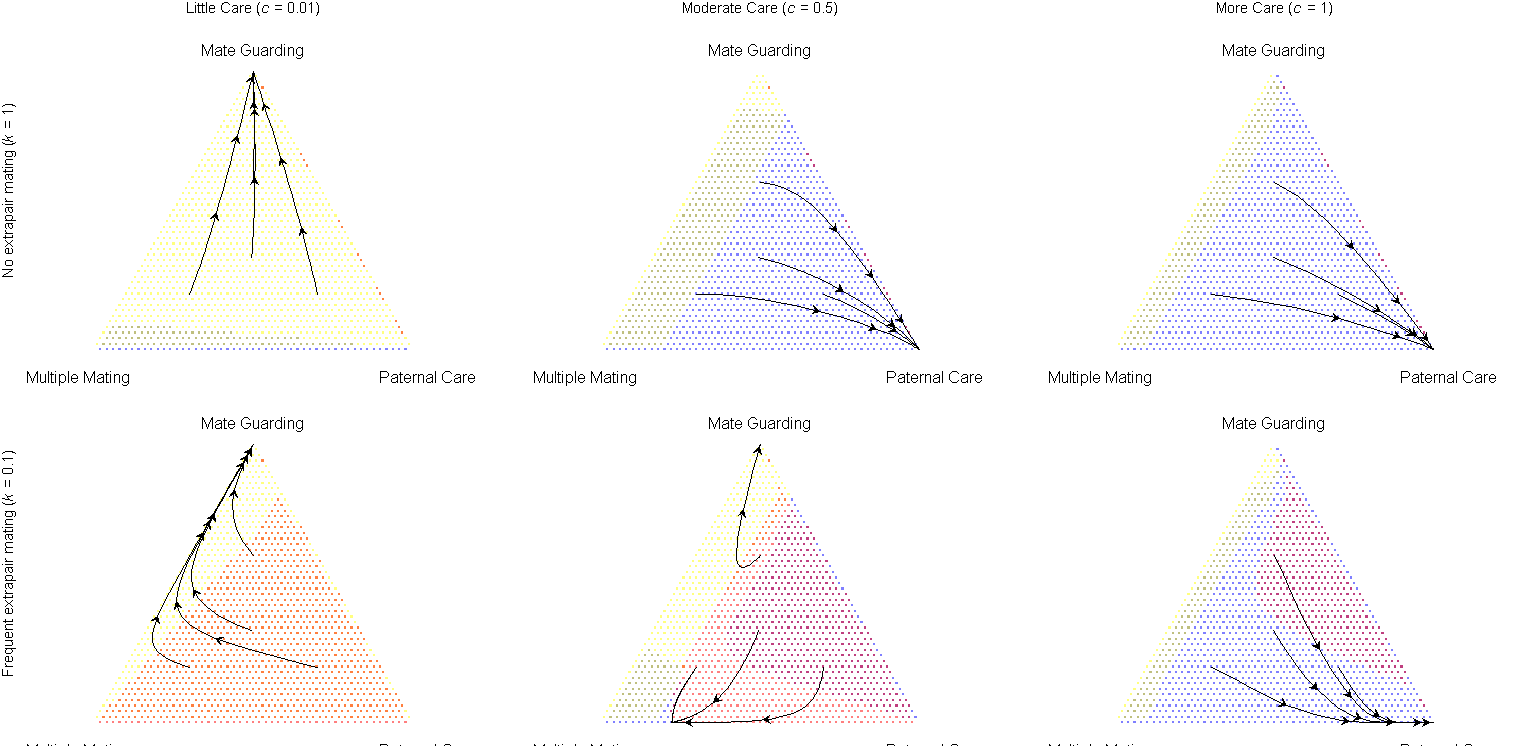 Little Care (c = 0.01)
Moderate Care (c = 0.5)
More Care (c = 1)
No extrapair mating (k = 1)
Mate Guarding
Mate Guarding
Mate Guarding
Multiple Mating
Paternal Care
Multiple Mating
Paternal Care
Multiple Mating
Paternal Care
Frequent extrapair mating (k = 0.1)
Mate Guarding
Mate Guarding
Mate Guarding